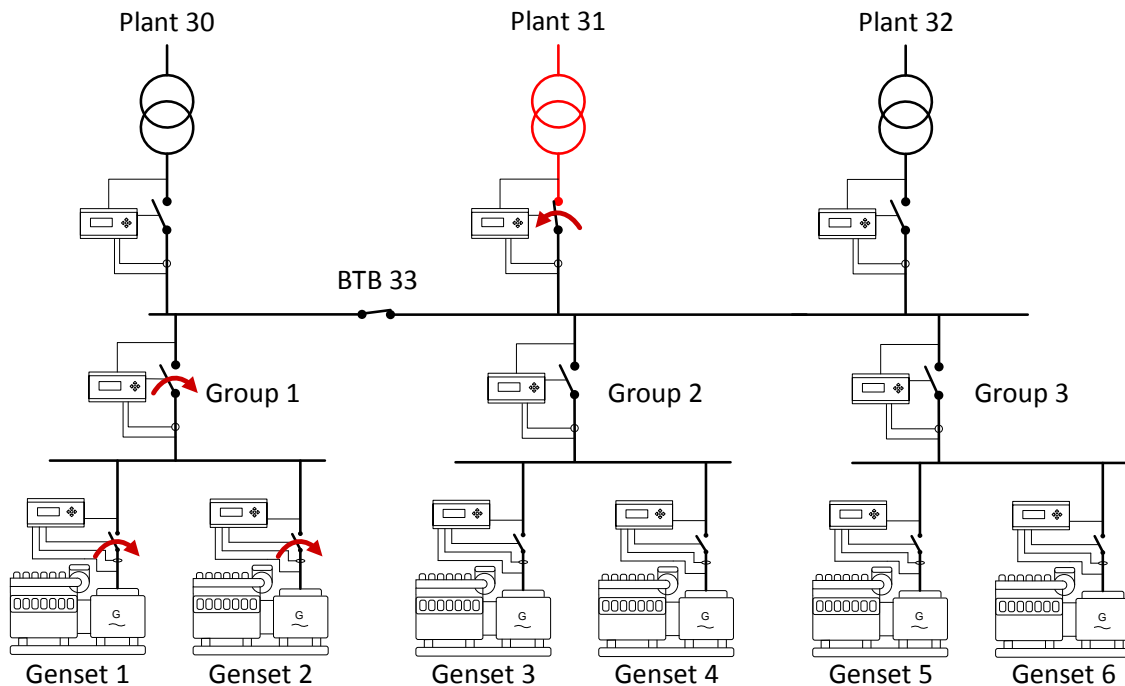 Plant 30
Plant 31
Plant 32
BTB 33
Group 1
Group 2
Group 3
G
G
G
G
G
G
Genset 1
Genset 2
Genset 3
Genset 4
Genset 5
Genset 6